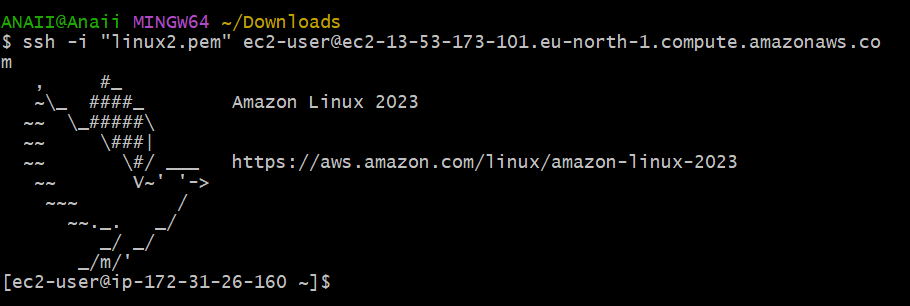 ANAII@Anaii MINGW64 ~/Downloads
$ ssh -i "linux2.pem" ec2-user@ec2-13-53-173-101.eu-north-1.compute.amazonaws.co
m
   ,     #_
   ~\_  ####_        Amazon Linux 2023
  ~~  \_#####\
  ~~     \###|
  ~~       \#/ ___   https://aws.amazon.com/linux/amazon-linux-2023
   ~~       V~' '->
    ~~~         /
      ~~._.   _/
         _/ _/
       _/m/'
[ec2-user@ip-172-31-26-160 ~]$